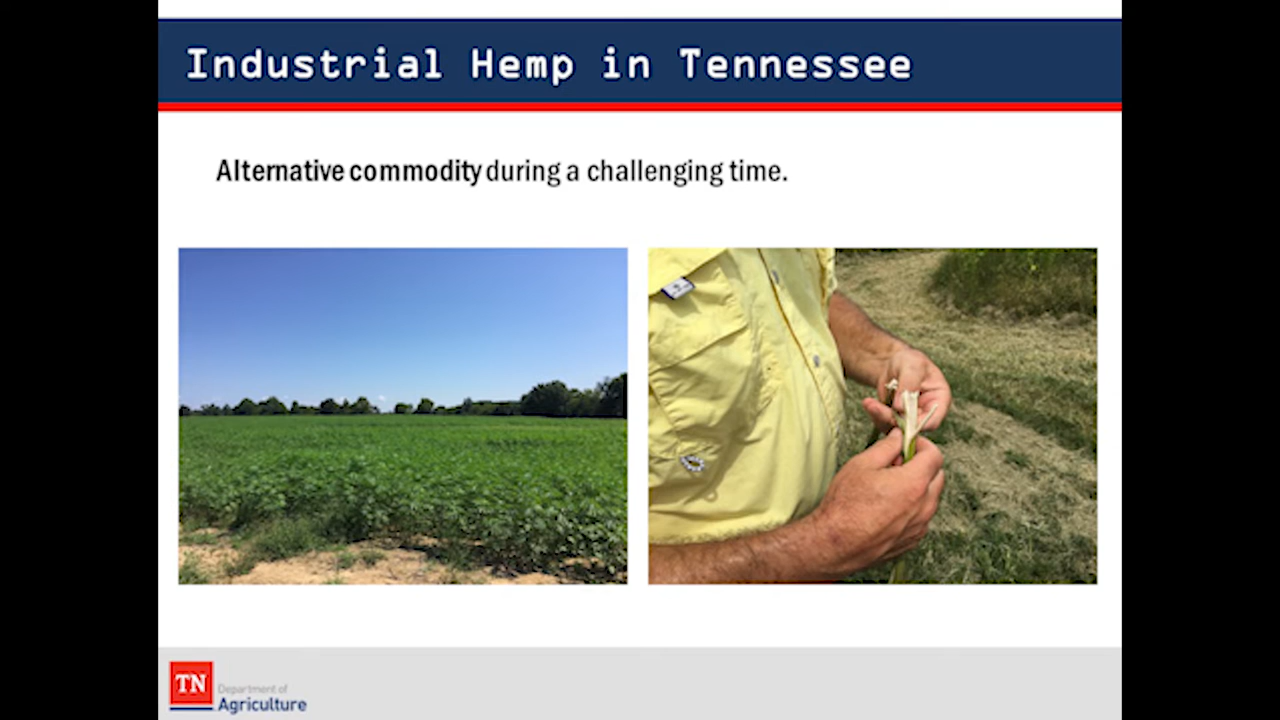 Industrial Hemp in Tennessee
Alternative commodity during a challenging time.
TN
Department of
Agriculture